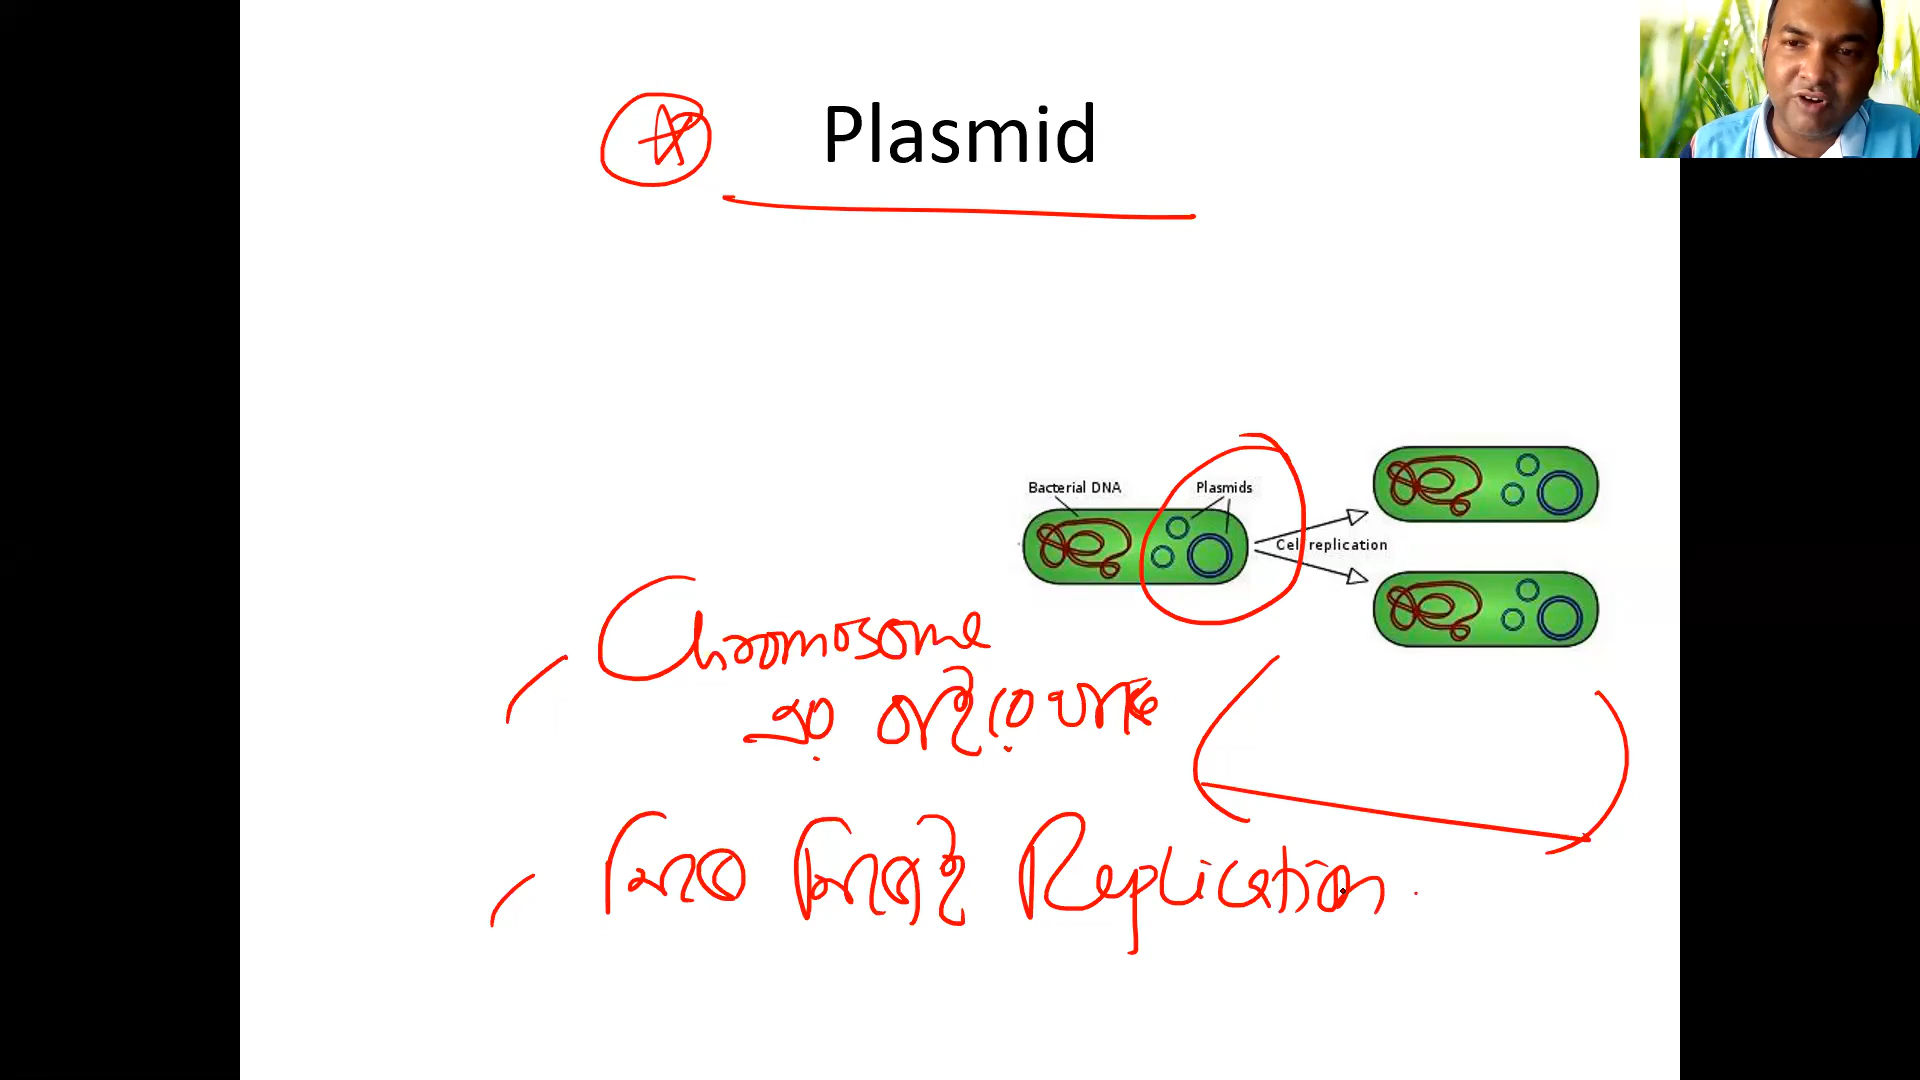 Plasmid
Bacterial DNA
Plasmids
Cell replication
Chromosome
এর বাইরে থাকে
নিজে নিজেই Replication